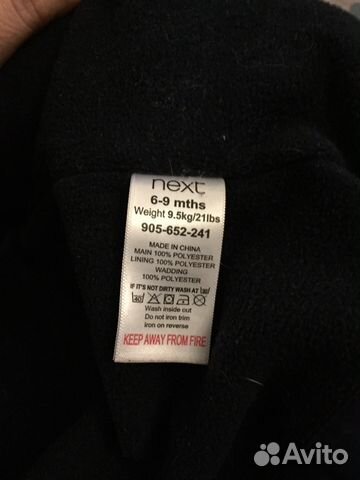 next
6-9 mths
Weight 9.5kg/21lbs
905-652-241
MADE IN CHINA
MAIN 100% POLYESTER
LINING 100% POLYESTER
WADDING
100% POLYESTER
IF IT'S NOT DIRTY WASH AT 30
40
Wash inside out
Do not iron trim
Iron on reverse
KEEP AWAY FROM FIRE
Avito